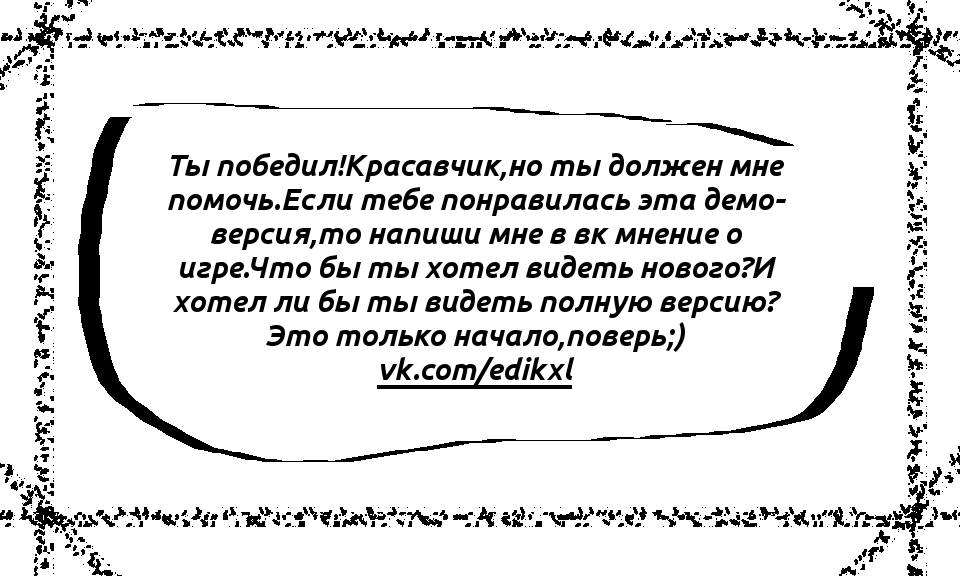 Ты победил!Красавчик,но ты должен мне
помочь.Если тебе понравилась эта демо-
версия,то напиши мне в вк мнение о
игре.Что бы ты хотел видеть нового?И
хотел ли бы ты видеть полную версию?
Это только начало,поверь;)
vk.com/edikxl